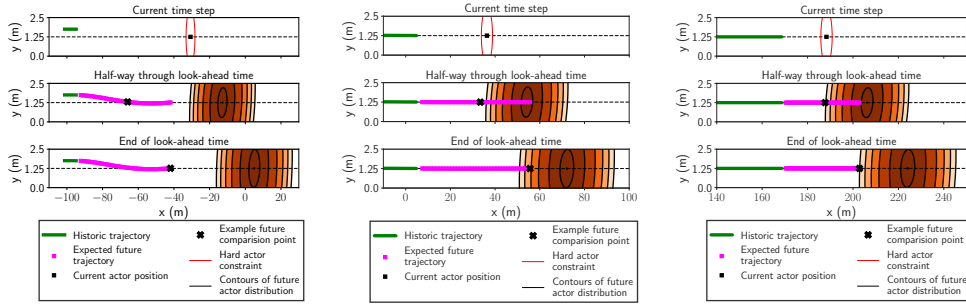 Current time step
2.5
1.25
0.0
y (m)
Half-way through look-ahead time
2.5
1.25
0.0
y (m)
End of look-ahead time
2.5
1.25
0.0
y (m)
−100 −80 −60 −40 −20 0 20
x (m)
Historic trajectory
Expected future
trajectory
Current actor position
Example future
comparision point
Hard actor
constraint
Contours of future
actor distribution
Current time step
2.5
1.25
0.0
y (m)
Half-way through look-ahead time
2.5
1.25
0.0
y (m)
End of look-ahead time
2.5
1.25
0.0
y (m)
0 20 40 60 80 100
x (m)
Historic trajectory
Expected future
trajectory
Current actor position
Example future
comparision point
Hard actor
constraint
Contours of future
actor distribution
Current time step
2.5
1.25
0.0
y (m)
Half-way through look-ahead time
2.5
1.25
0.0
y (m)
End of look-ahead time
2.5
1.25
0.0
y (m)
140 160 180 200 220 240
x (m)
Historic trajectory
Expected future
trajectory
Current actor position
Example future
comparision point
Hard actor
constraint
Contours of future
actor distribution